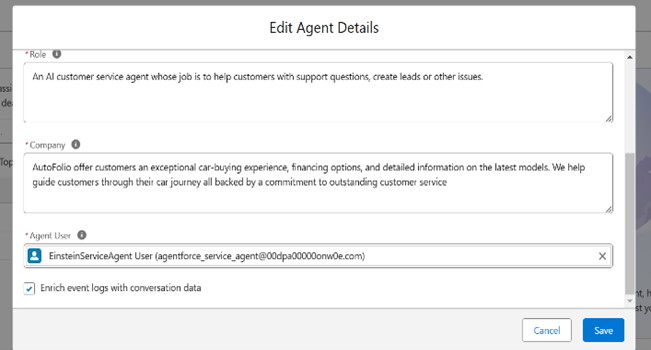 Edit Agent Details
* Role
An AI customer service agent whose job is to help customers with support questions, create leads or other issues.
* Company
AutoFolio offer customers an exceptional car-buying experience, financing options, and detailed information on the latest models. We help
guide customers through their car journey all backed by a commitment to outstanding customer service
* Agent User
EinsteinServiceAgent User (agentforce_service_agent@00dpa00000onw0e.com)
Enrich event logs with conversation data
Cancel
Save